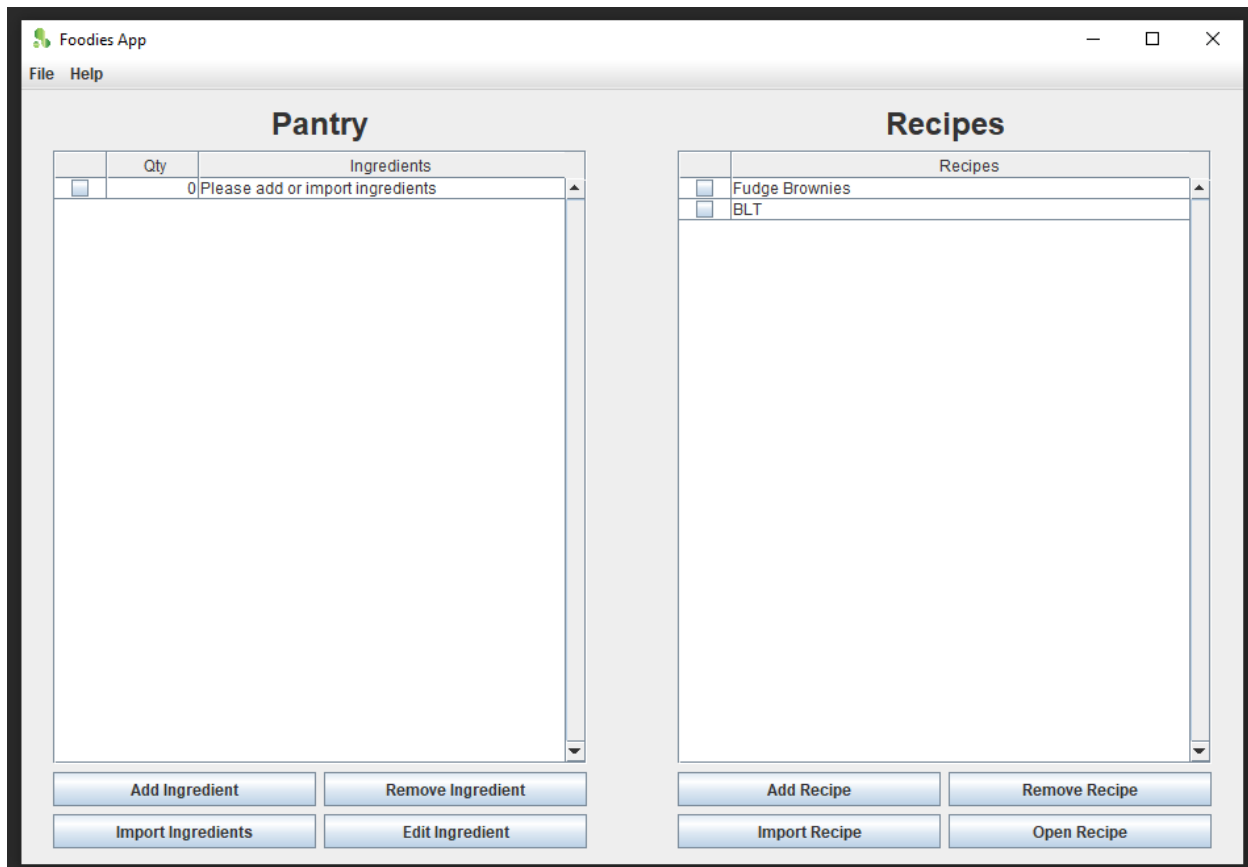 Foodies App
File Help
Pantry
Qty Ingredients
0 Please add or import ingredients
Add Ingredient Remove Ingredient
Import Ingredients Edit Ingredient
Recipes
Recipes
Fudge Brownies
BLT
Add Recipe Remove Recipe
Import Recipe Open Recipe